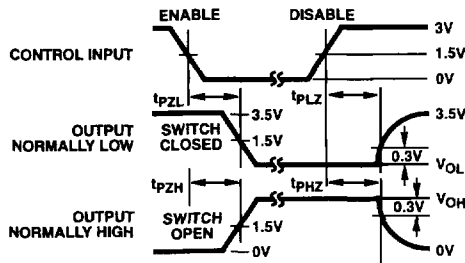 ENABLE
DISABLE
CONTROL INPUT
3V
1.5V
0V
tPZL
tPLZ
3.5V
3.5V
OUTPUT
NORMALLY LOW
SWITCH
CLOSED
1.5V
0.3V
VOL
tPZH
tPHZ
VOH
0.3V
OUTPUT
NORMALLY HIGH
SWITCH
OPEN
1.5V
0V
0V